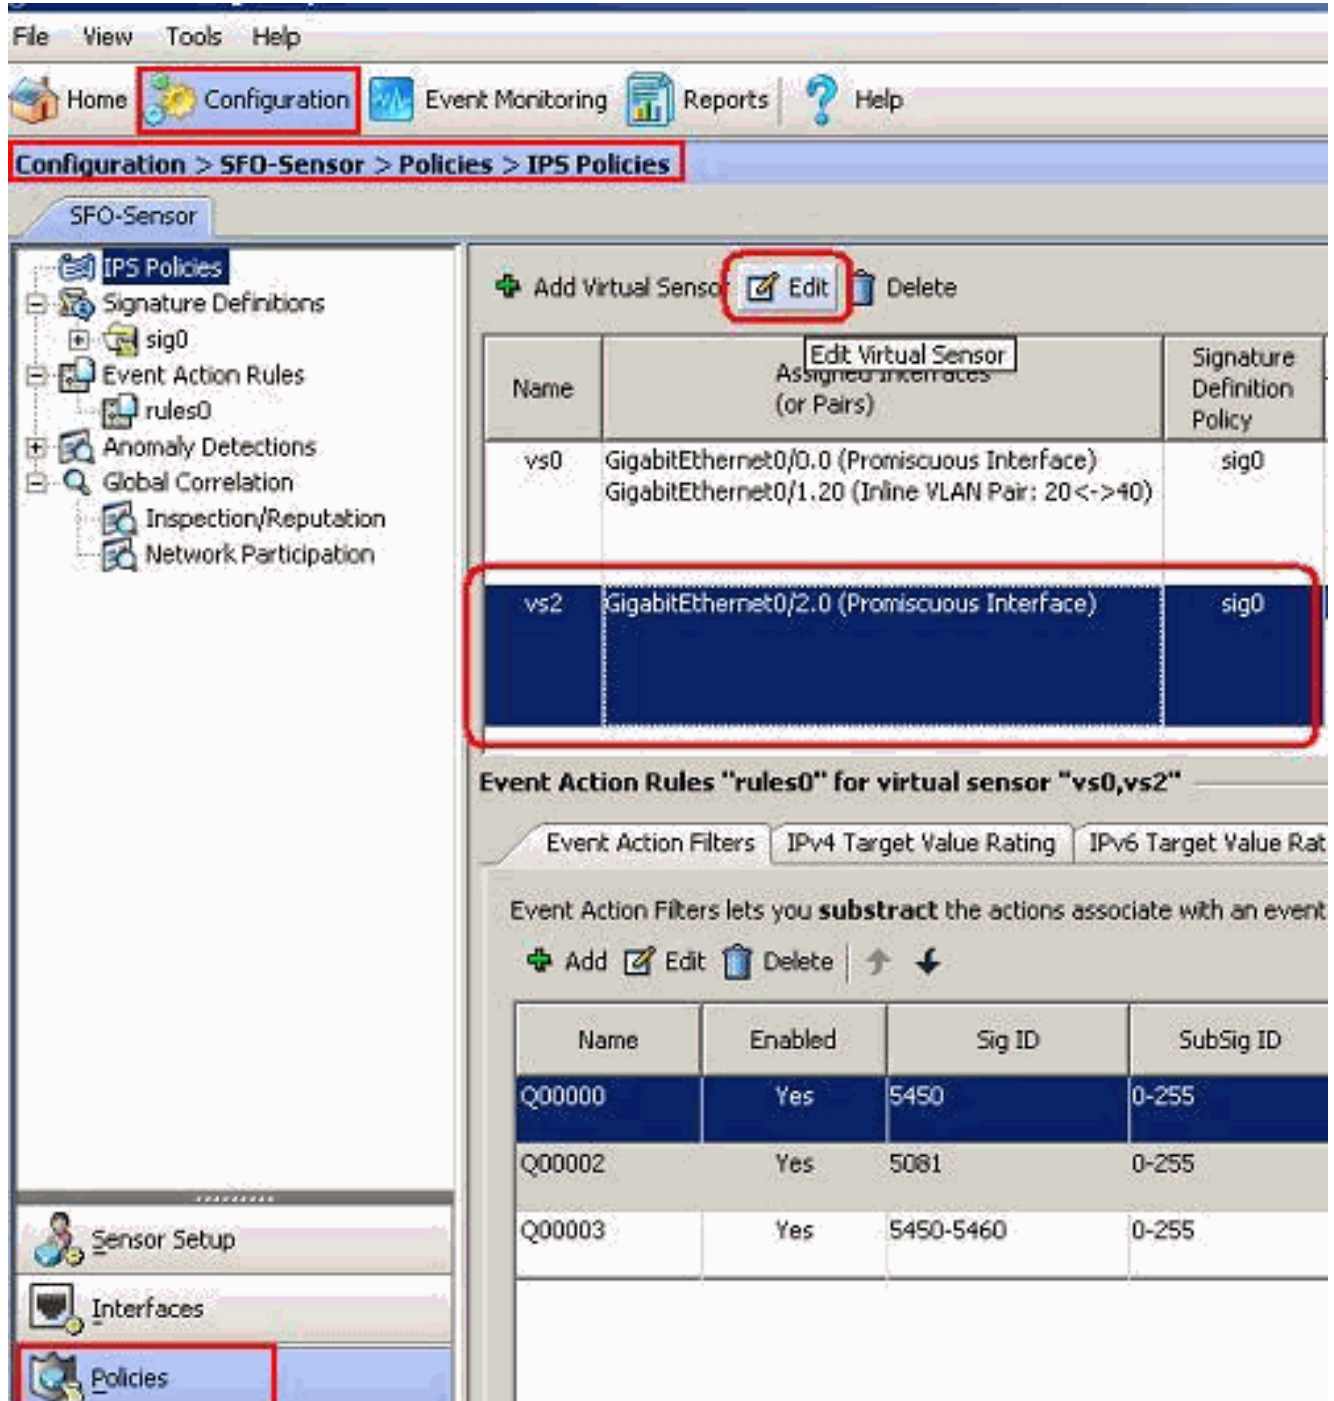 File View Tools Help
Home Configuration Event Monitoring Reports Help
Configuration > SFO-Sensor > Policies > IPS Policies
SFO-Sensor
IPS Policies
Signature Definitions
sig0
Event Action Rules
rules0
Anomaly Detections
Global Correlation
Inspection/Reputation
Network Participation
Sensor Setup
Interfaces
Policies
Add Virtual Sensor Edit Delete
Edit Virtual Sensor
Name
Assigned Interfaces
(or Pairs)
Signature
Definition
Policy
vs0 GigabitEthernet0/0.0 (Promiscuous Interface) sig0
GigabitEthernet0/1.20 (Inline VLAN Pair: 20<->40)
vs2 GigabitEthernet0/2.0 (Promiscuous Interface) sig0
Event Action Rules "rules0" for virtual sensor "vs0,vs2"
Event Action Filters IPv4 Target Value Rating IPv6 Target Value Rat
Event Action Filters lets you substract the actions associate with an event
Add Edit Delete
Name Enabled Sig ID SubSig ID
Q00000 Yes 5450 0-255
Q00002 Yes 5081 0-255
Q00003 Yes 5450-5460 0-255